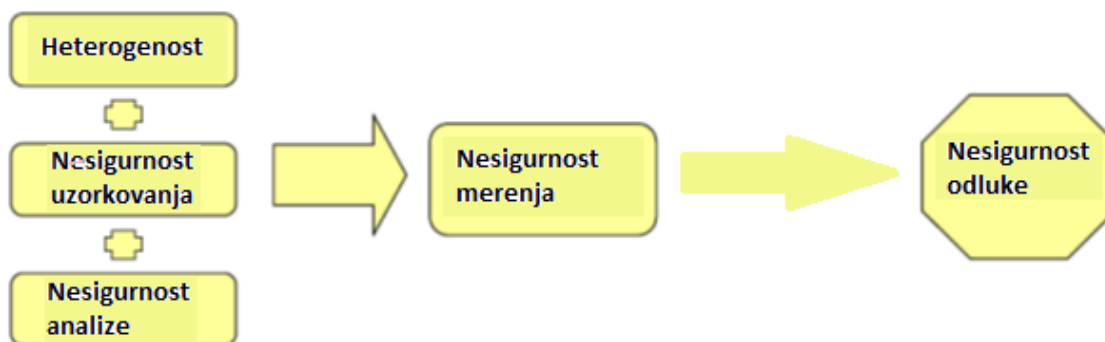 Heterogenost
Nesigurnost
uzorkovanja
Nesigurnost
analize
Nesigurnost
merenja
Nesigurnost
odluke